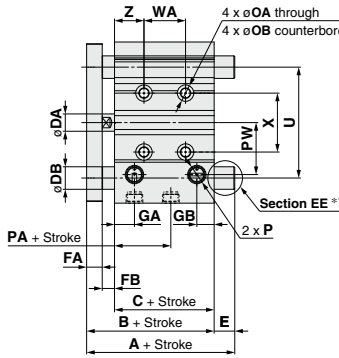 Z WA
4 x øOA through
4 x øOB counterbor
øDA
X
PW
U
øDB
GA GB
Section EE *
2 x P
PA + Stroke
FA
FB
C + Stroke
B + Stroke E
A + Stroke